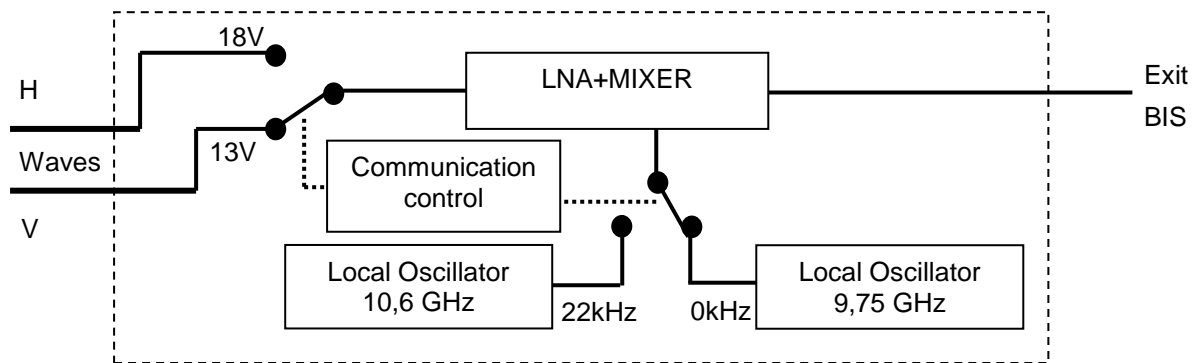 18V
H
LNA+MIXER
Exit
BIS
13V
Waves
Communication
control
V
Local Oscillator
10,6 GHz
22kHz
0kHz
Local Oscillator
9,75 GHz